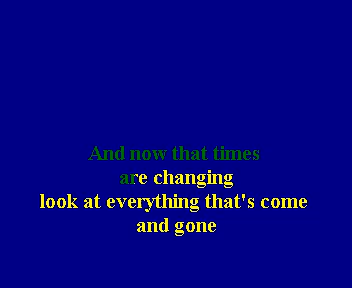 And now that times
are changing
look at everything that's come
and gone